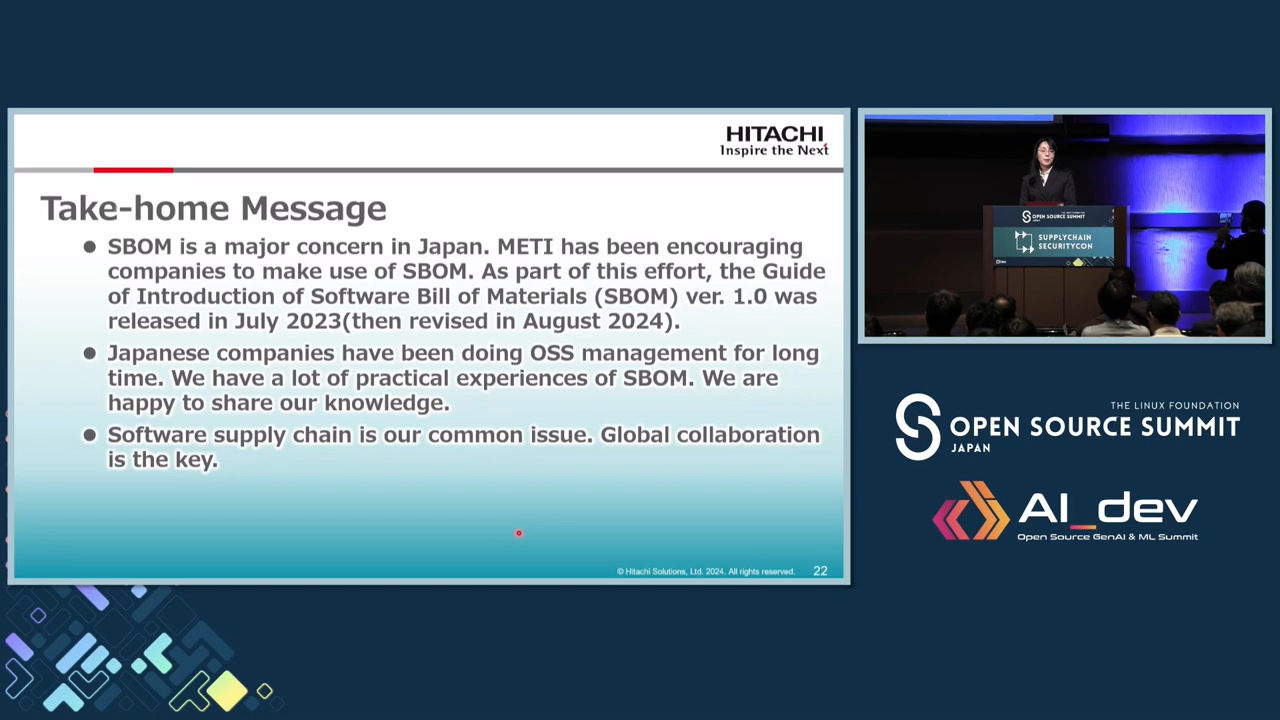 HITACHI
Inspire the Next
Take-home Message
● SBOM is a major concern in Japan. METI has been encouraging
companies to make use of SBOM. As part of this effort, the Guide
of Introduction of Software Bill of Materials (SBOM) ver. 1.0 was
released in July 2023(then revised in August 2024).
● Japanese companies have been doing OSS management for long
time. We have a lot of practical experiences of SBOM. We are
happy to share our knowledge.
● Software supply chain is our common issue. Global collaboration
is the key.
© Hitachi Solutions, Ltd. 2024. All rights reserved.
22
OPEN SOURCE SUMMIT
SUPPLYCHAIN
SECURITYCON
THE LINUX FOUNDATION
OPEN SOURCE SUMMIT
JAPAN
AI_dev
Open Source GenAI & ML Summit